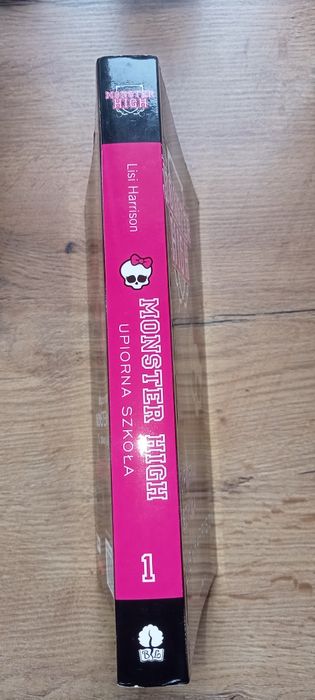 MONSTER
HIGH
Lisi Harrison
MONSTER HIGH
UPIORNA SZKOŁA
1